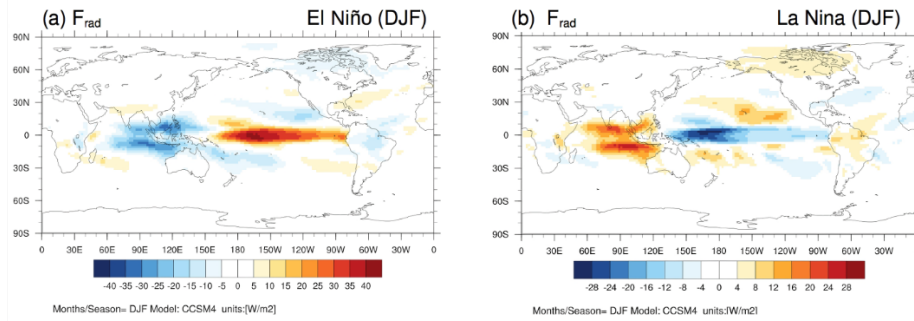 (a) F_rad El Niño (DJF)
90N
60N
30N
0
30S
60S
90S
0 30E 60E 90E 120E 150E 180 150W 120W 90W 60W 30W 0
-40 -35 -30 -25 -20 -15 -10 -5 0 5 10 15 20 25 30 35 40
Months/Season= DJF Model: CCSM4 units:[W/m2]
(b) F_rad La Nina (DJF)
90N
60N
30N
0
30S
60S
90S
0 30E 60E 90E 120E 150E 180 150W 120W 90W 60W 30W
-28 -24 -20 -16 -12 -8 -4 0 4 8 12 16 20 24 28
Months/Season= DJF Model: CCSM4 units:[W/m2]